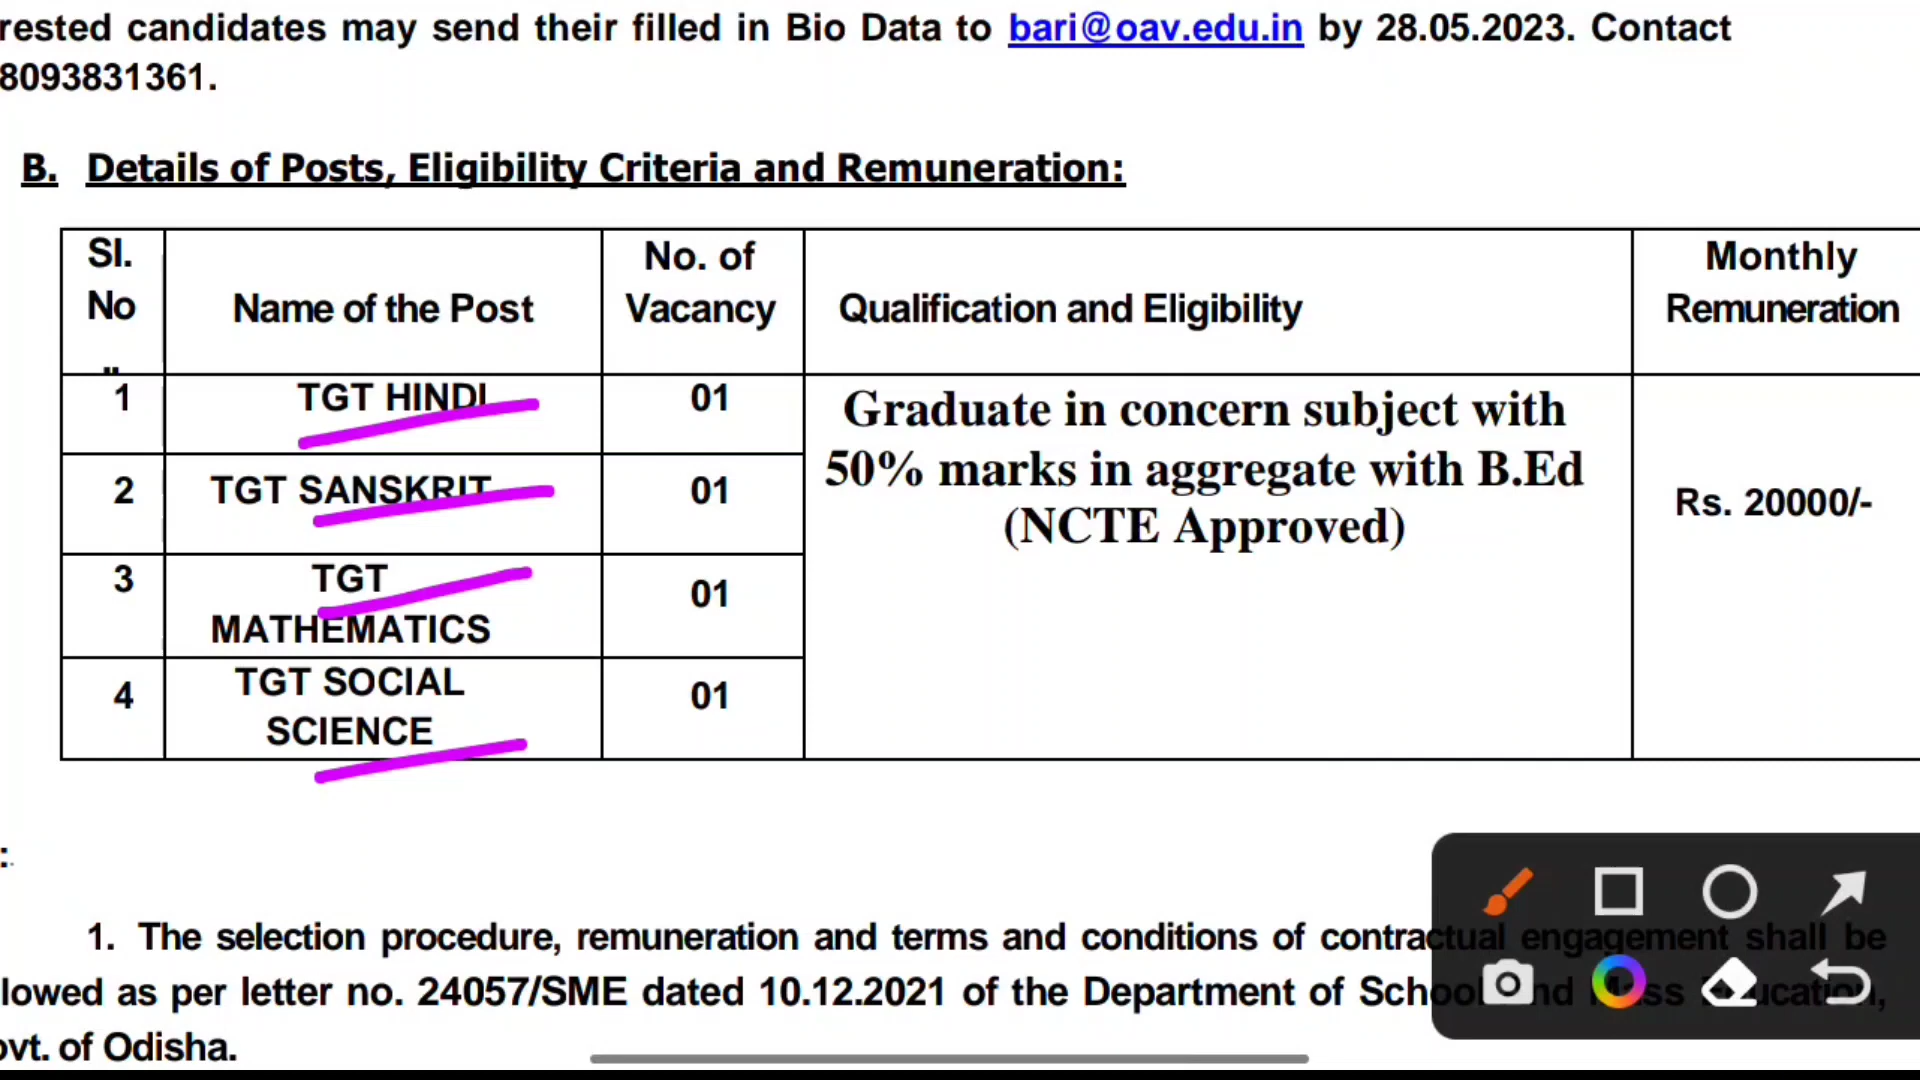 rested candidates may send their filled in Bio Data to bari@oav.edu.in by 28.05.2023. Contact
8093831361.
B. Details of Posts, Eligibility Criteria and Remuneration:
Sl. No Name of the Post No. of Vacancy Qualification and Eligibility Monthly Remuneration
1 TGT HINDI 01
Graduate in concern subject with
50% marks in aggregate with B.Ed
(NCTE Approved)
Rs. 20000/-
2 TGT SANSKRIT 01
3 TGT
MATHEMATICS
01
4 TGT SOCIAL
SCIENCE
01
:
1. The selection procedure, remuneration and terms and conditions of contractual engagement shall be
lowed as per letter no. 24057/SME dated 10.12.2021 of the Department of School and Mass Education,
ovt. of Odisha.